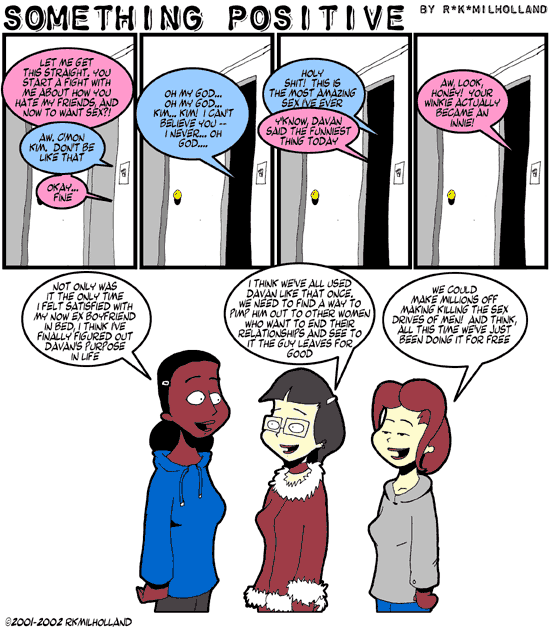 SOMETHING POSITIVE BY R*K*MILHOLLAND
LET ME GET
THIS STRAIGHT. YOU
START A FIGHT WITH
ME ABOUT HOW YOU
HATE MY FRIENDS, AND
NOW TO WANT SEX?!
AW. C'MON
KIM. DON'T BE
LIKE THAT
OKAY...
FINE
OH MY GOD...
OH MY GOD...
KIM... KIM! I CAN'T
BELIEVE YOU --
I NEVER... OH
GOD....
HOLY
SHIT! THIS IS
THE MOST AMAZING
SEX I'VE EVER
Y'KNOW, DAVAN
SAID THE FUNNIEST
THING TODAY
AW, LOOK,
HONEY! YOUR
WINKIE ACTUALLY
BECAME AN
INNIE!
NOT ONLY WAS
IT THE ONLY TIME
I FELT SATISFIED WITH
MY NOW EX BOYFRIEND
IN BED, I THINK I'VE
FINALLY FIGURED OUT
DAVAN'S PURPOSE
IN LIFE
I THINK WE'VE ALL USED
DAVAN LIKE THAT ONCE.
WE NEED TO FIND A WAY TO
PIMP HIM OUT TO OTHER WOMEN
WHO WANT TO END THEIR
RELATIONSHIPS AND SEE TO
IT THE GUY LEAVES FOR
GOOD
WE COULD
MAKE MILLIONS OFF
MAKING KILLING THE SEX
DRIVES OF MEN! AND THINK,
ALL THIS TIME WE'VE JUST
BEEN DOING IT FOR FREE
©2001-2002 RKMILHOLLAND